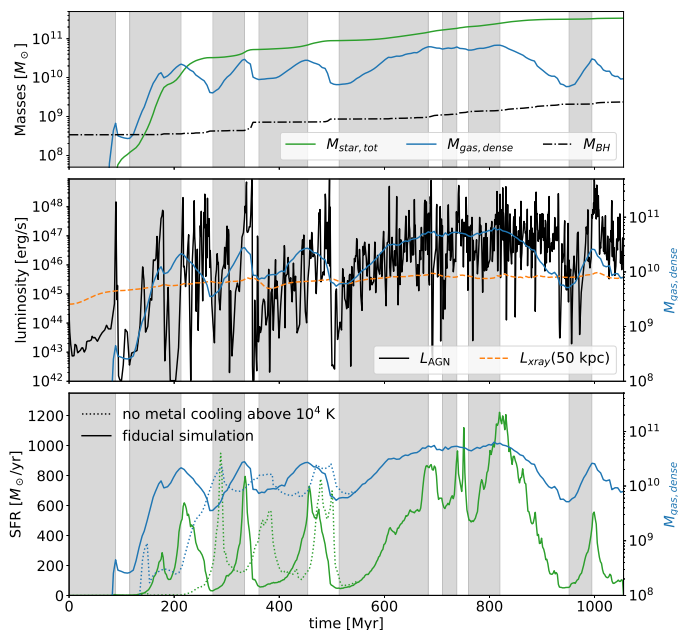 Masses [M⊙]
10¹¹
10¹⁰
10⁹
10⁸
M_star,tot
M_gas,dense
M_BH
luminosity [erg/s]
10⁴⁸
10⁴⁷
10⁴⁶
10⁴⁵
10⁴⁴
10⁴³
10⁴²
L_AGN
L_xray(50 kpc)
10¹¹
10¹⁰
10⁹
10⁸
M_gas,dense
SFR [M⊙/yr]
1200
1000
800
600
400
200
0
no metal cooling above 10⁴ K
fiducial simulation
10¹¹
10¹⁰
10⁹
10⁸
M_gas,dense
0 200 400 600 800 1000
time [Myr]